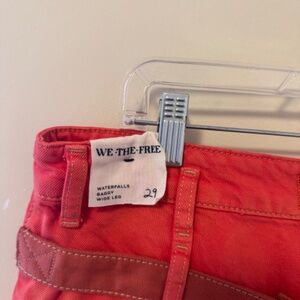 WE-THE-FREE
WATERFALLS
BAGGY
WIDE LEG
29